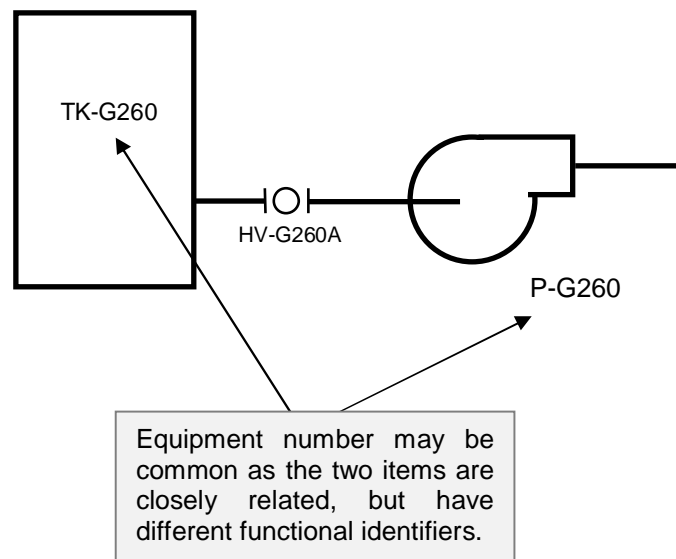 TK-G260
HV-G260A
P-G260
Equipment number may be
common as the two items are
closely related, but have
different functional identifiers.